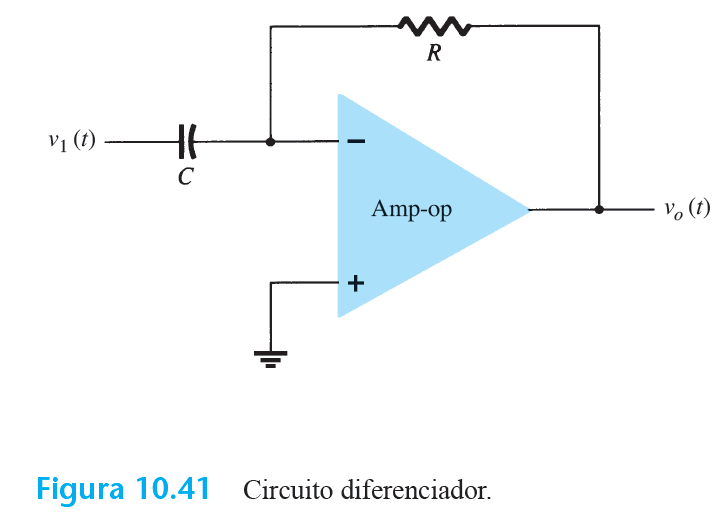 R
v₁ (t)
C
−
Amp-op
vₒ (t)
+
Figura 10.41 Circuito diferenciador.